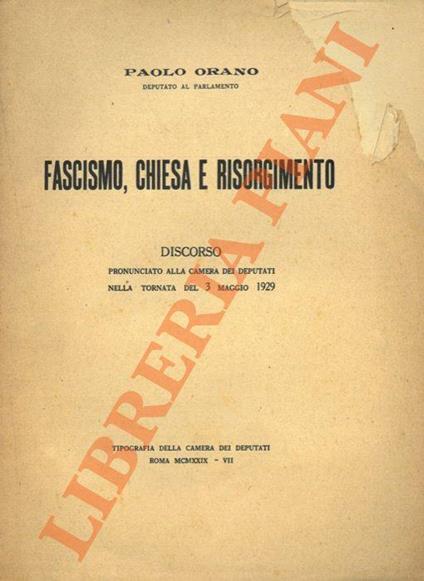 PAOLO ORANO
DEPUTATO AL PARLAMENTO
FASCISMO, CHIESA E RISORGIMENTO
DISCORSO
PRONUNCIATO ALLA CAMERA DEI DEPUTATI
NELLA TORNATA DEL 3 MAGGIO 1929
TIPOGRAFIA DELLA CAMERA DEI DEPUTATI
ROMA MCMXXIX - VII
LIBRERIA PIANI